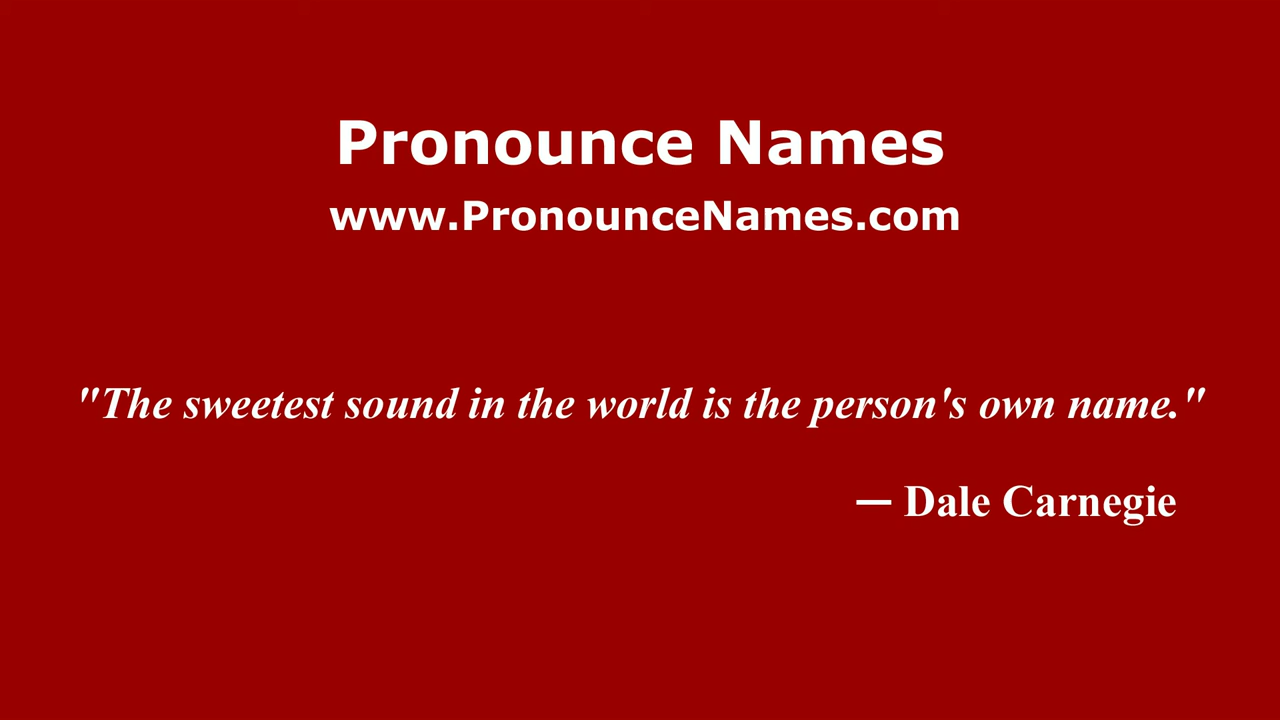 Pronounce Names
www.PronounceNames.com
"The sweetest sound in the world is the person's own name."
— Dale Carnegie